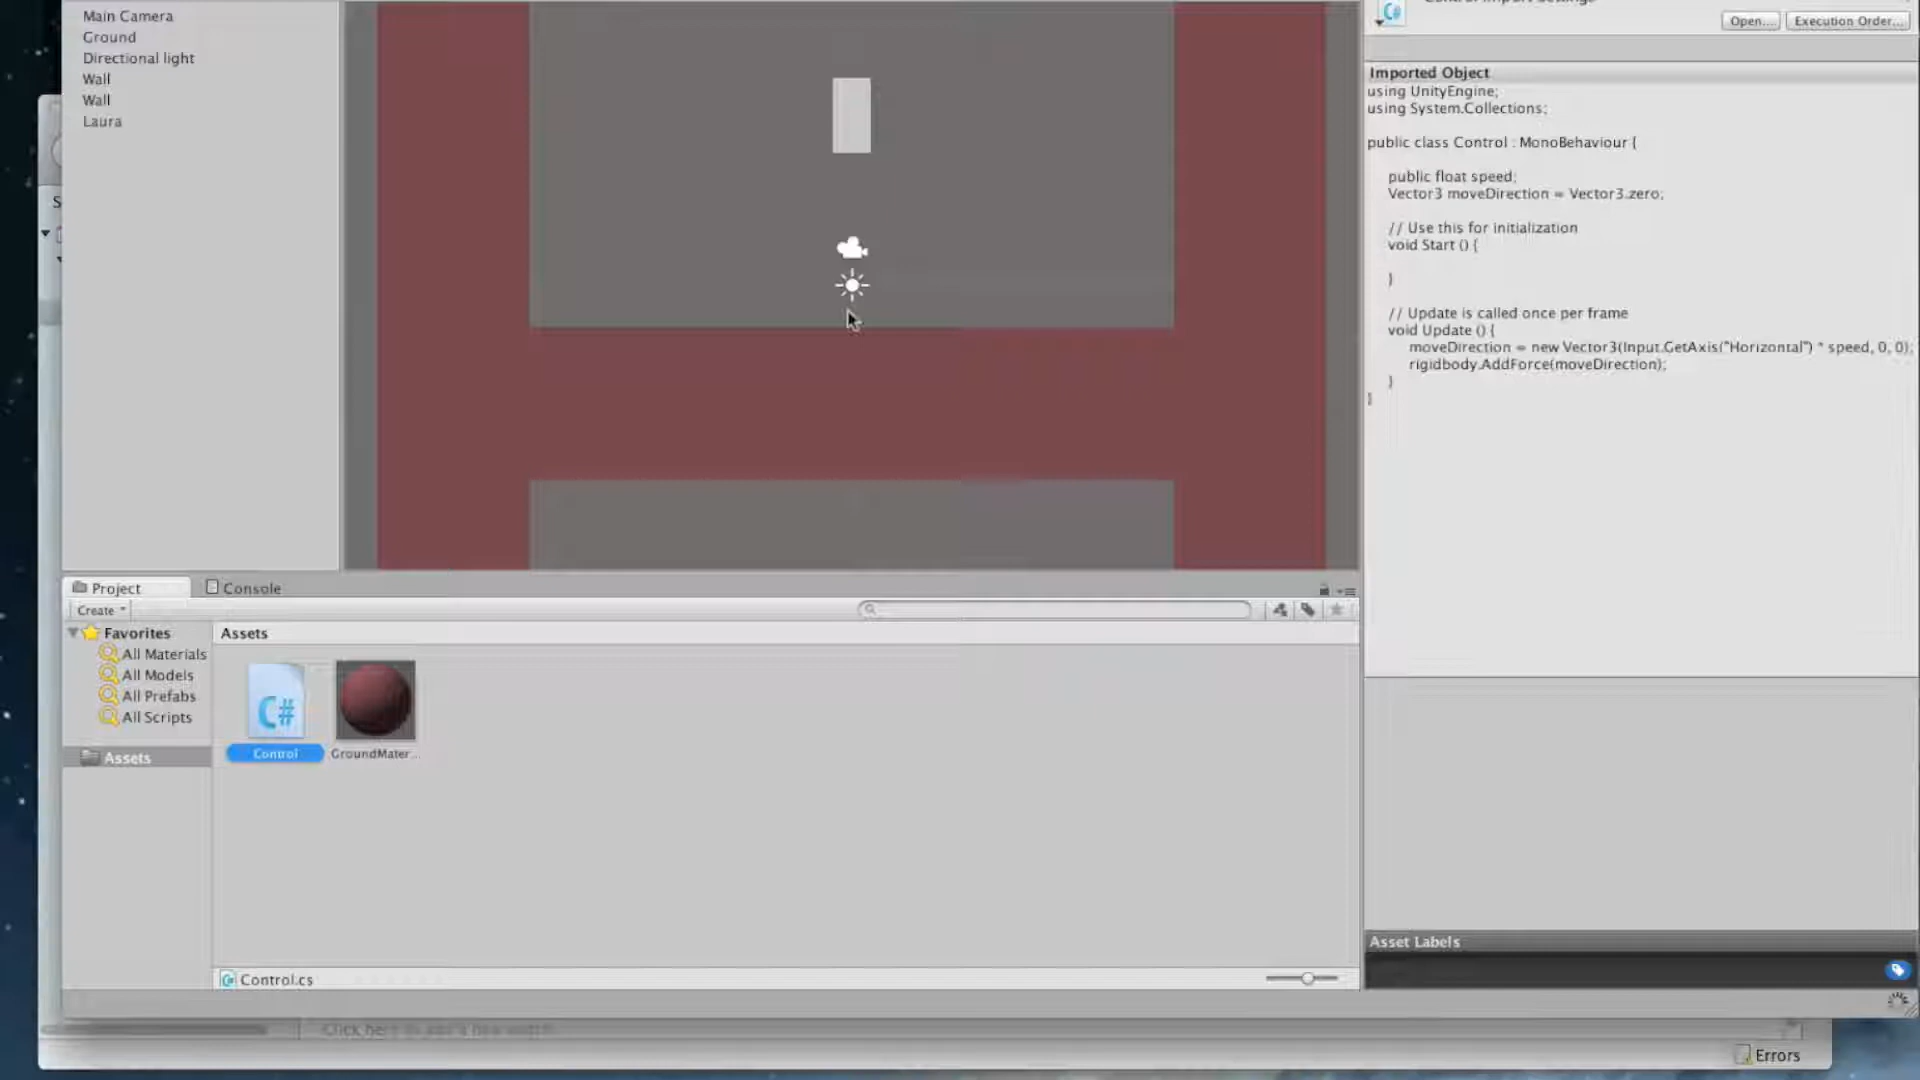 Main Camera
Ground
Directional light
Wall
Wall
Laura
Open...
Execution Order...
Imported Object
using UnityEngine;
using System.Collections;
public class Control : MonoBehaviour {
public float speed;
Vector3 moveDirection = Vector3.zero;
// Use this for initialization
void Start () {
}
// Update is called once per frame
void Update () {
moveDirection = new Vector3(Input.GetAxis("Horizontal") * speed, 0, 0);
rigidbody.AddForce(moveDirection);
}
}
Project
Console
Create
Favorites
All Materials
All Models
All Prefabs
All Scripts
Assets
Assets
C#
Control
GroundMater...
Control.cs
Asset Labels
Errors